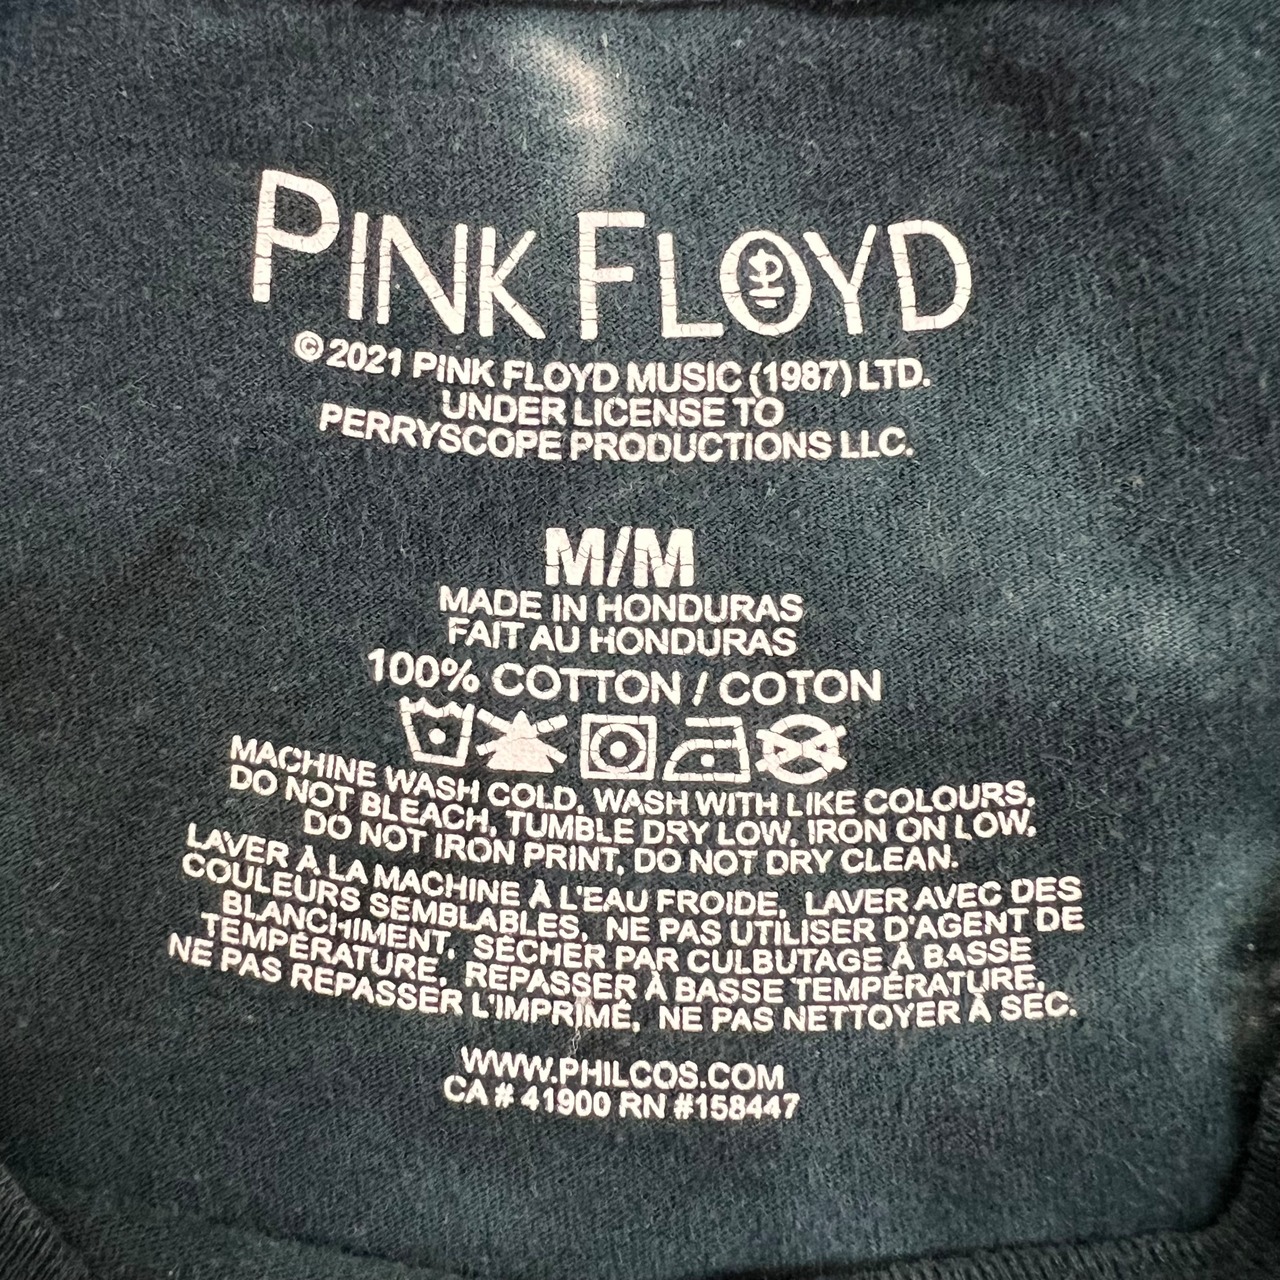 PINK FLOYD
© 2021 PINK FLOYD MUSIC (1987) LTD.
UNDER LICENSE TO
PERRYSCOPE PRODUCTIONS LLC.
M/M
MADE IN HONDURAS
FAIT AU HONDURAS
100% COTTON / COTON
MACHINE WASH COLD, WASH WITH LIKE COLOURS,
DO NOT BLEACH, TUMBLE DRY LOW, IRON ON LOW,
DO NOT IRON PRINT, DO NOT DRY CLEAN.
LAVER À LA MACHINE À L'EAU FROIDE, LAVER AVEC DES
COULEURS SEMBLABLES, NE PAS UTILISER D'AGENT DE
BLANCHIMENT, SÉCHER PAR CULBUTAGE À BASSE
TEMPÉRATURE, REPASSER À BASSE TEMPÉRATURE,
NE PAS REPASSER L'IMPRIMÉ, NE PAS NETTOYER À SEC.
WWW.PHILCOS.COM
CA # 41900 RN #158447